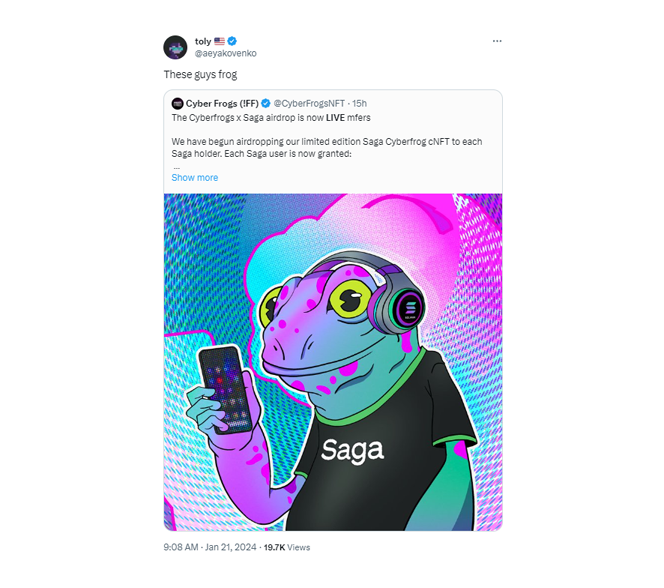 toly 🇺🇸
@aeyakovenko
These guys frog
Cyber Frogs (!FF) @CyberFrogsNFT · 15h
The Cyberfrogs x Saga airdrop is now LIVE mfers
We have begun airdropping our limited edition Saga Cyberfrog cNFT to each
Saga holder. Each Saga user is now granted:
...
Show more
Saga
9:08 AM · Jan 21, 2024 · 19.7K Views